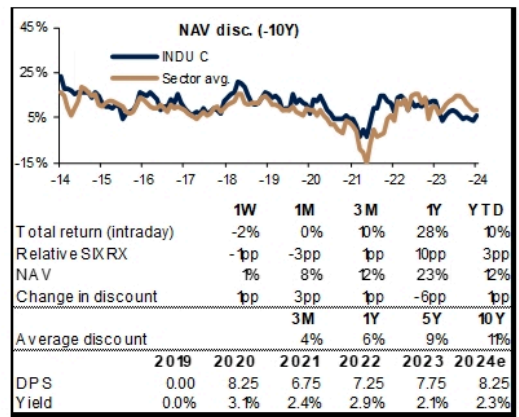 NAV disc. (-10Y)
45%
INDU C
25%
Sector avg.
5%
-15%
-14 -15 -16 -17 -18 -19 -20 -21 -22 -23 -24
1W 1M 3M 1Y YTD
Total return (intraday) -2% 0% 10% 28% 10%
Relative SIXRX -1pp -3pp 1pp 10pp 3pp
NAV 1% 8% 12% 23% 12%
Change in discount 1pp 3pp 1pp -6pp 1pp
3M 1Y 5Y 10Y
Average discount 4% 6% 9% 11%
2019 2020 2021 2022 2023 2024e
DPS 0.00 8.25 6.75 7.25 7.75 8.25
Yield 0.0% 3.1% 2.4% 2.9% 2.1% 2.3%